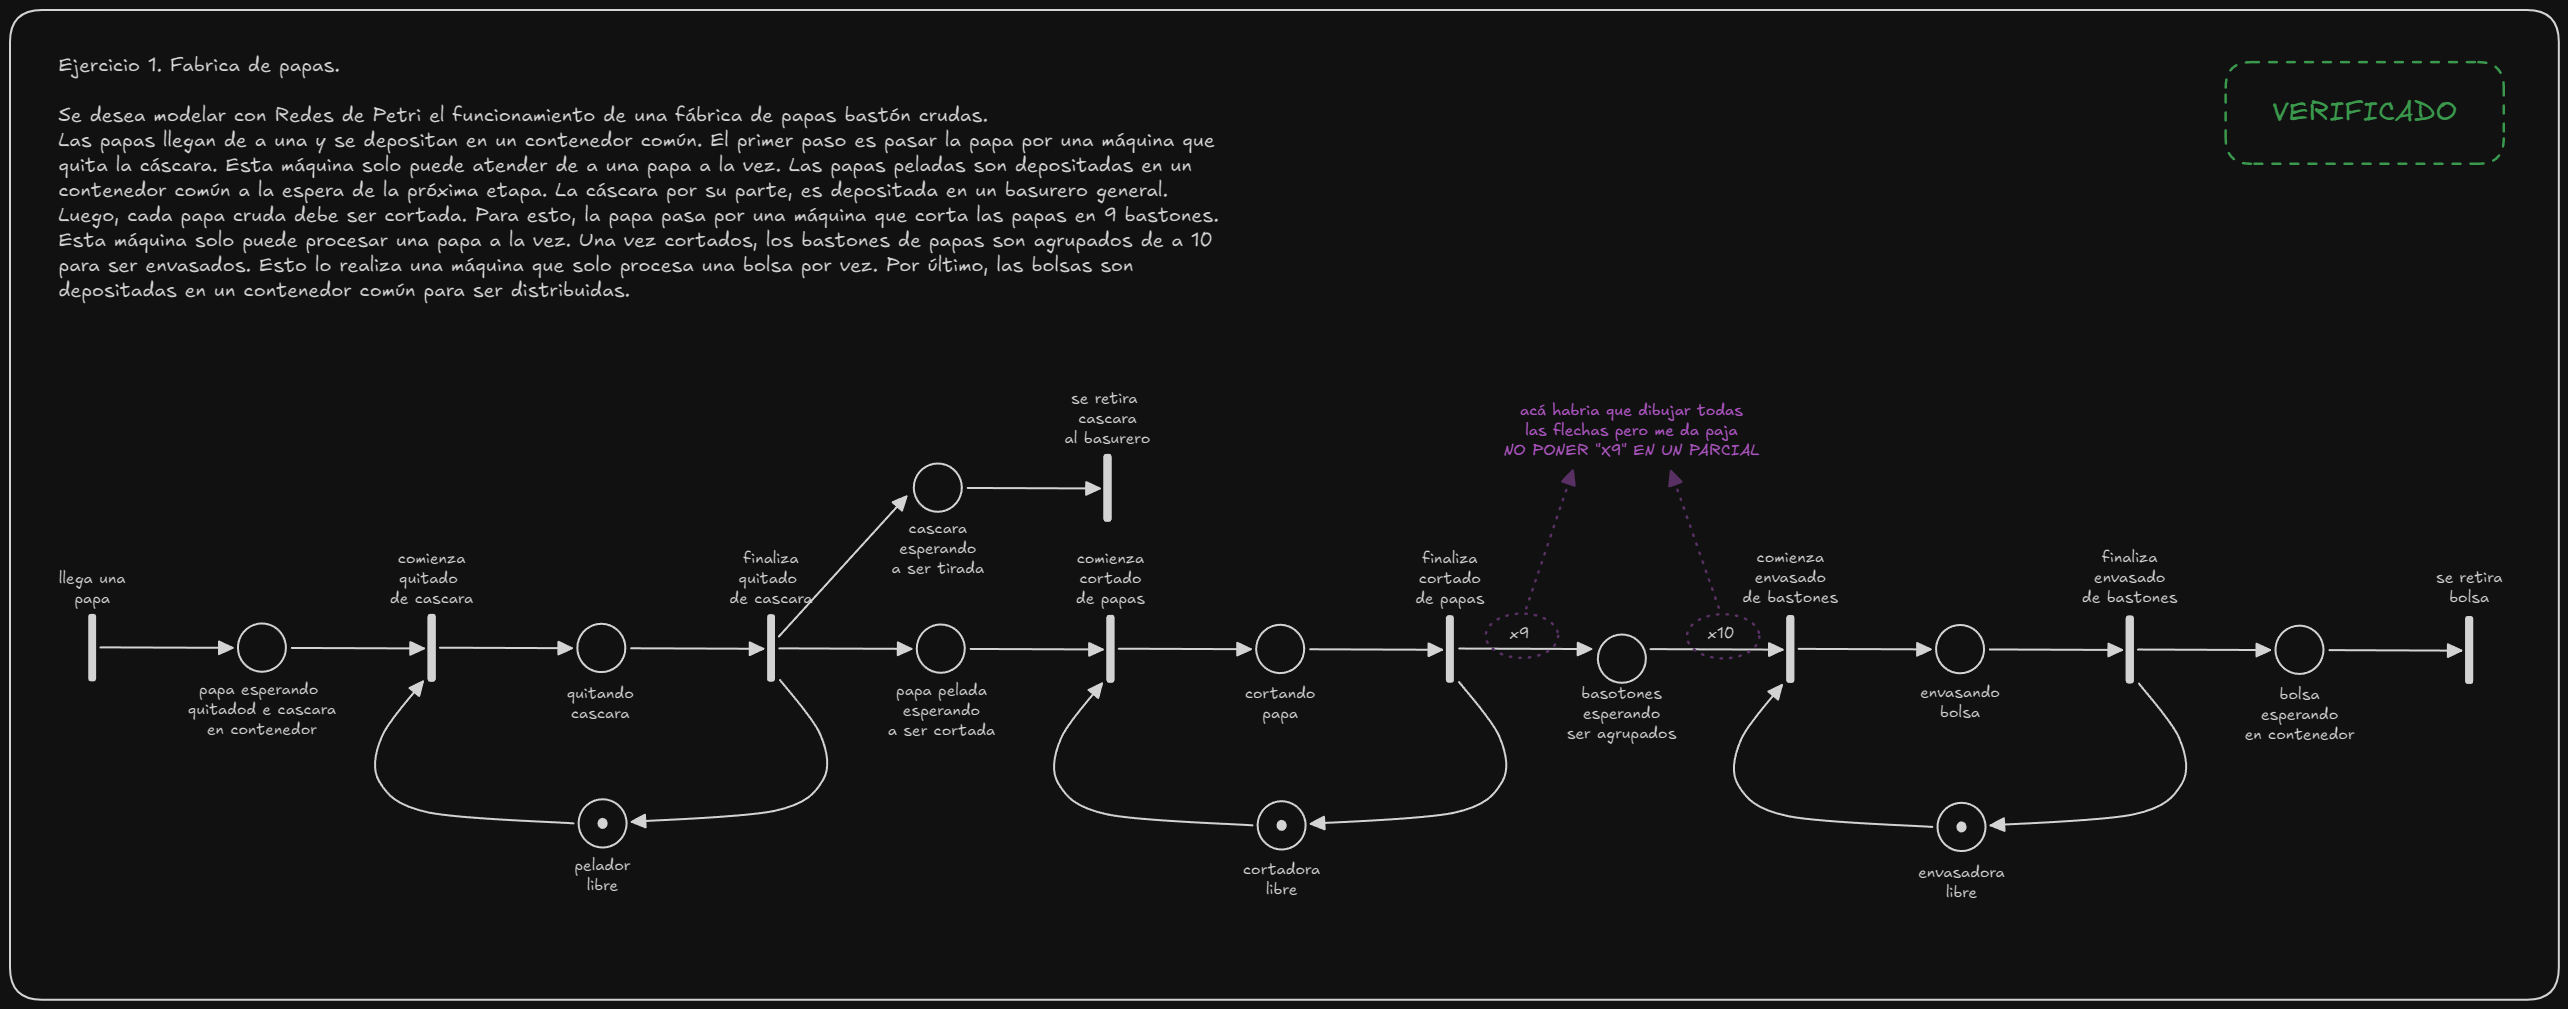 Ejercicio 1. Fabrica de papas.
VERIFICADO
Se desea modelar con Redes de Petri el funcionamiento de una fábrica de papas bastón crudas.
Las papas llegan de a una y se depositan en un contenedor común. El primer paso es pasar la papa por una máquina que
quita la cáscara. Esta máquina solo puede atender de a una papa a la vez. Las papas peladas son depositadas en un
contenedor común a la espera de la próxima etapa. La cáscara por su parte, es depositada en un basurero general.
Luego, cada papa cruda debe ser cortada. Para esto, la papa pasa por una máquina que corta las papas en 9 bastones.
Esta máquina solo puede procesar una papa a la vez. Una vez cortados, los bastones de papas son agrupados de a 10
para ser envasados. Esto lo realiza una máquina que solo procesa una bolsa por vez. Por último, las bolsas son
depositadas en un contenedor común para ser distribuidas.
se retira
cascara
al basurero
acá habria que dibujar todas
las flechas pero me da paja
NO PONER "x9" EN UN PARCIAL
cascara
esperando
a ser tirada
llega una
papa
comienza
quitado
de cascara
finaliza
quitado
de cascara
comienza
cortado
de papas
finaliza
cortado
de papas
x9
x10
comienza
envasado
de bastones
finaliza
envasado
de bastones
se retira
bolsa
papa esperando
quitadod e cascara
en contenedor
quitando
cascara
papa pelada
esperando
a ser cortada
cortando
papa
basotones
esperando
ser agrupados
envasando
bolsa
bolsa
esperando
en contenedor
pelador
libre
cortadora
libre
envasadora
libre